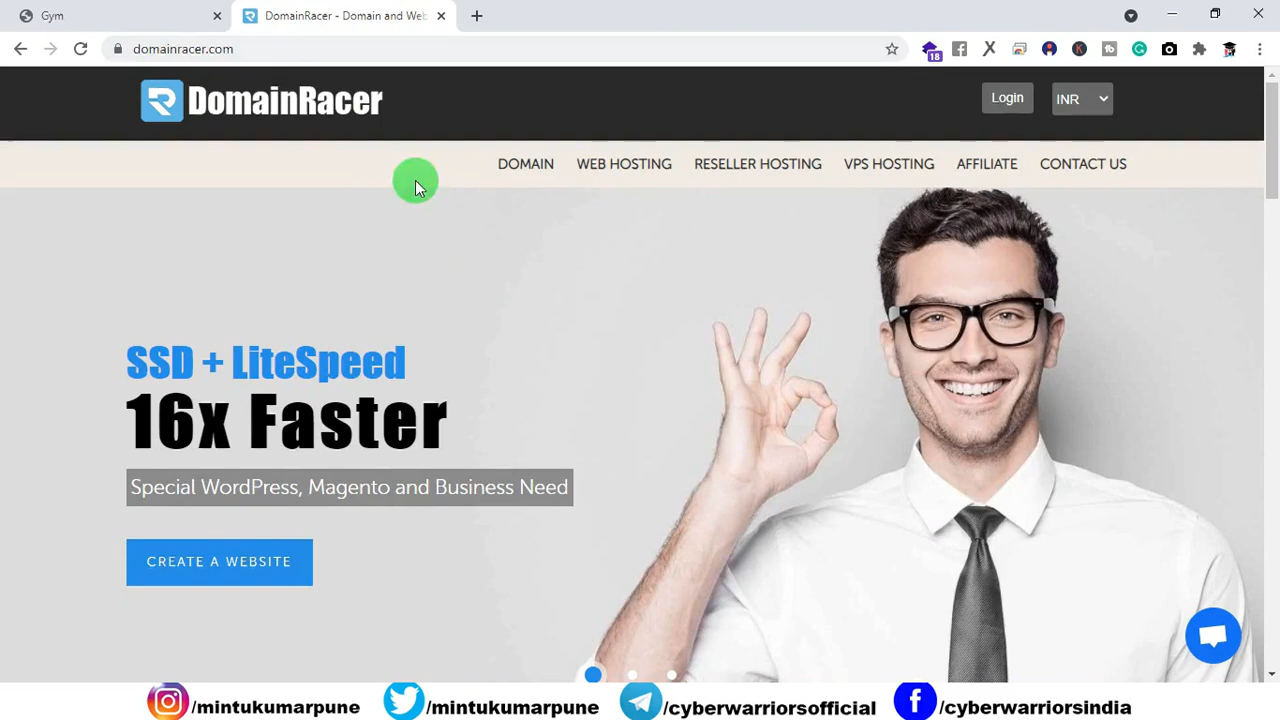 Gym
DomainRacer - Domain and Web
domainracer.com
18
DomainRacer
Login
INR
DOMAIN
WEB HOSTING
RESELLER HOSTING
VPS HOSTING
AFFILIATE
CONTACT US
SSD + LiteSpeed
16x Faster
Special WordPress, Magento and Business Need
CREATE A WEBSITE
/mintukumarpune
/mintukumarpune
/cyberwarriorsofficial
/cyberwarriorsindia